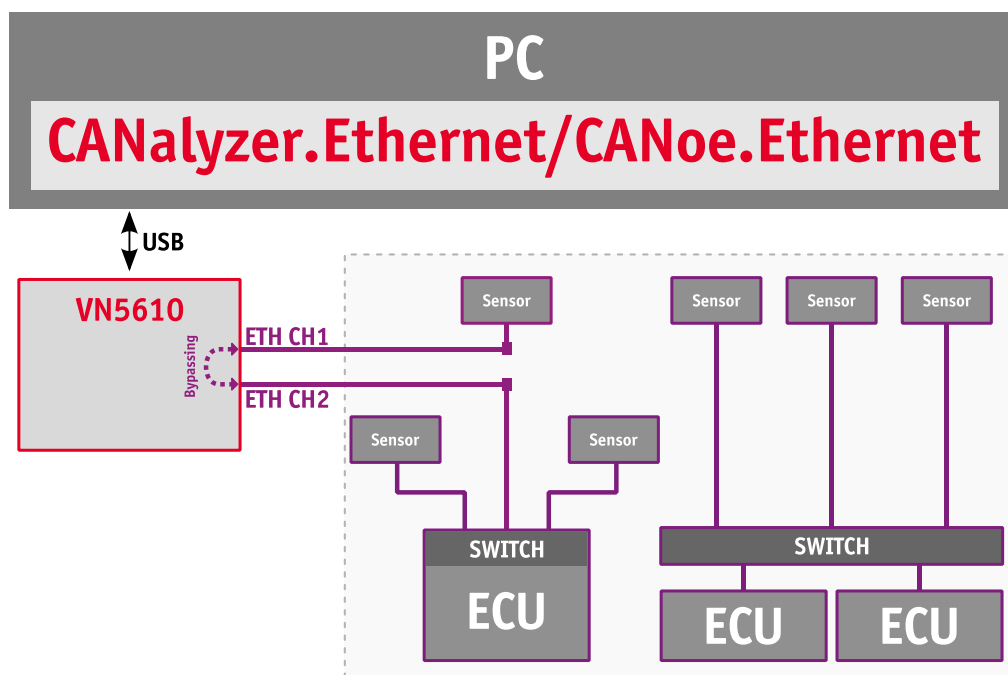 PC
CANalyzer.Ethernet/CANoe.Ethernet
USB
VN5610
Bypassing
ETH CH1
ETH CH2
Sensor
Sensor
Sensor
Sensor
Sensor
Sensor
SWITCH
ECU
SWITCH
ECU
ECU